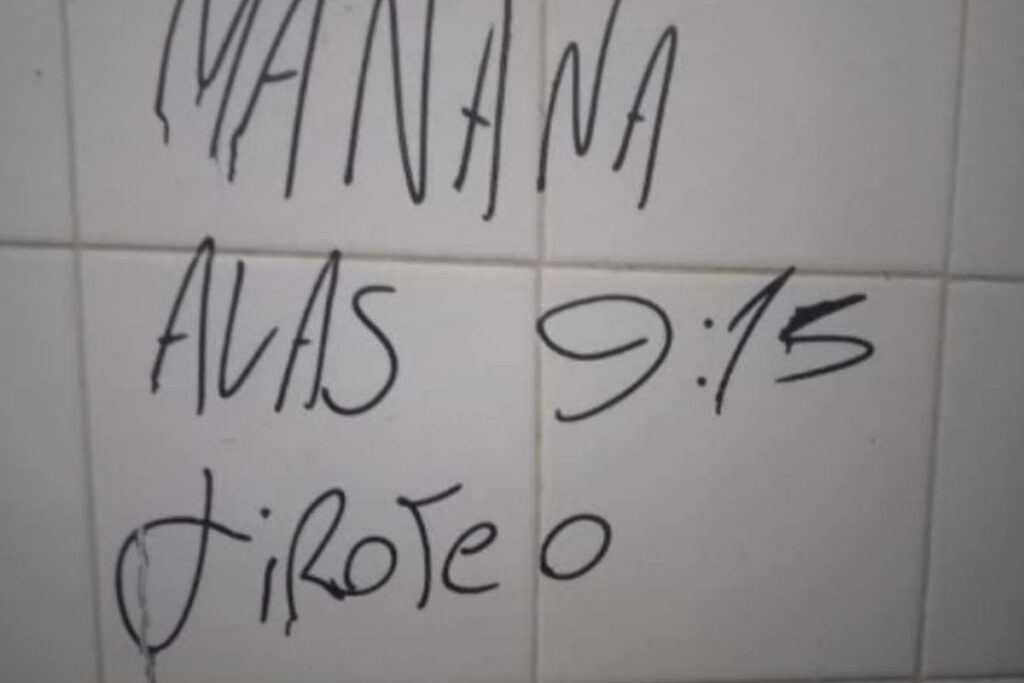 MANANA
ALAS 9:15
tiROTeO